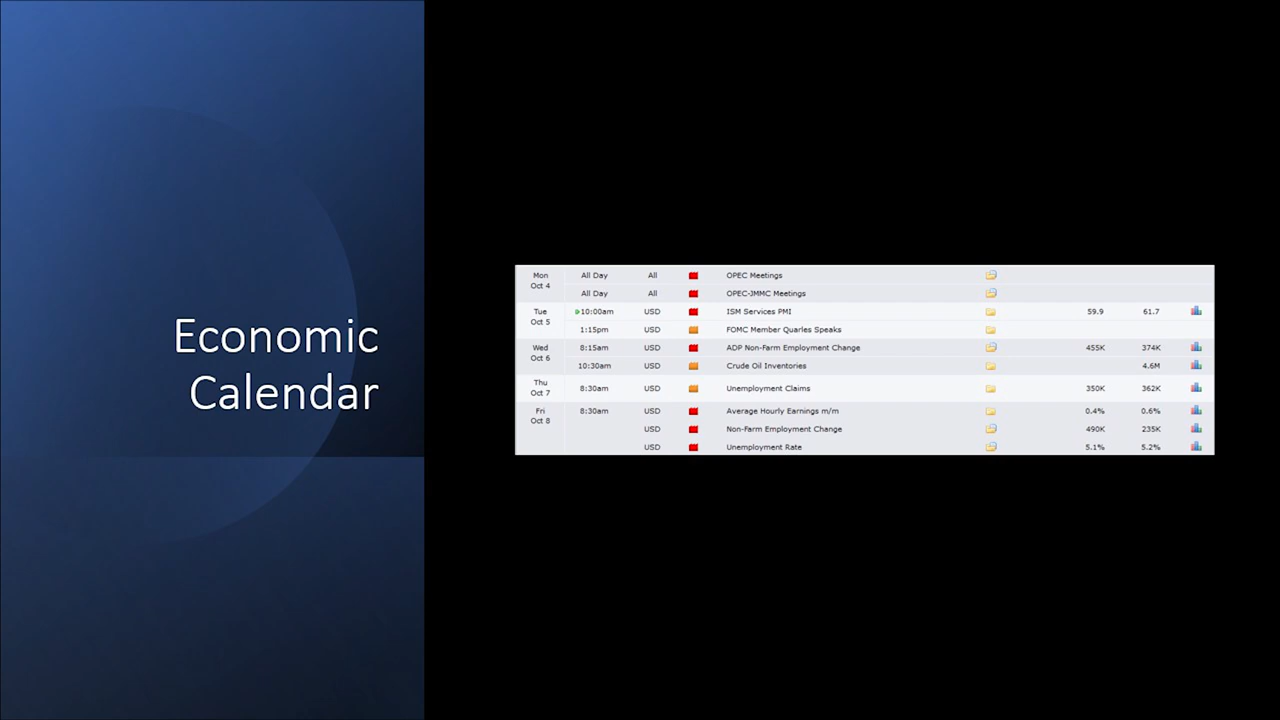 Economic
Calendar
Mon Oct 4 All Day All OPEC Meetings
All Day All OPEC-JMMC Meetings
Tue Oct 5 10:00am USD ISM Services PMI 59.9 61.7
1:15pm USD FOMC Member Quarles Speaks
Wed Oct 6 8:15am USD ADP Non-Farm Employment Change 455K 374K
10:30am USD Crude Oil Inventories 4.6M
Thu Oct 7 8:30am USD Unemployment Claims 350K 362K
Fri Oct 8 8:30am USD Average Hourly Earnings m/m 0.4% 0.6%
USD Non-Farm Employment Change 490K 235K
USD Unemployment Rate 5.1% 5.2%